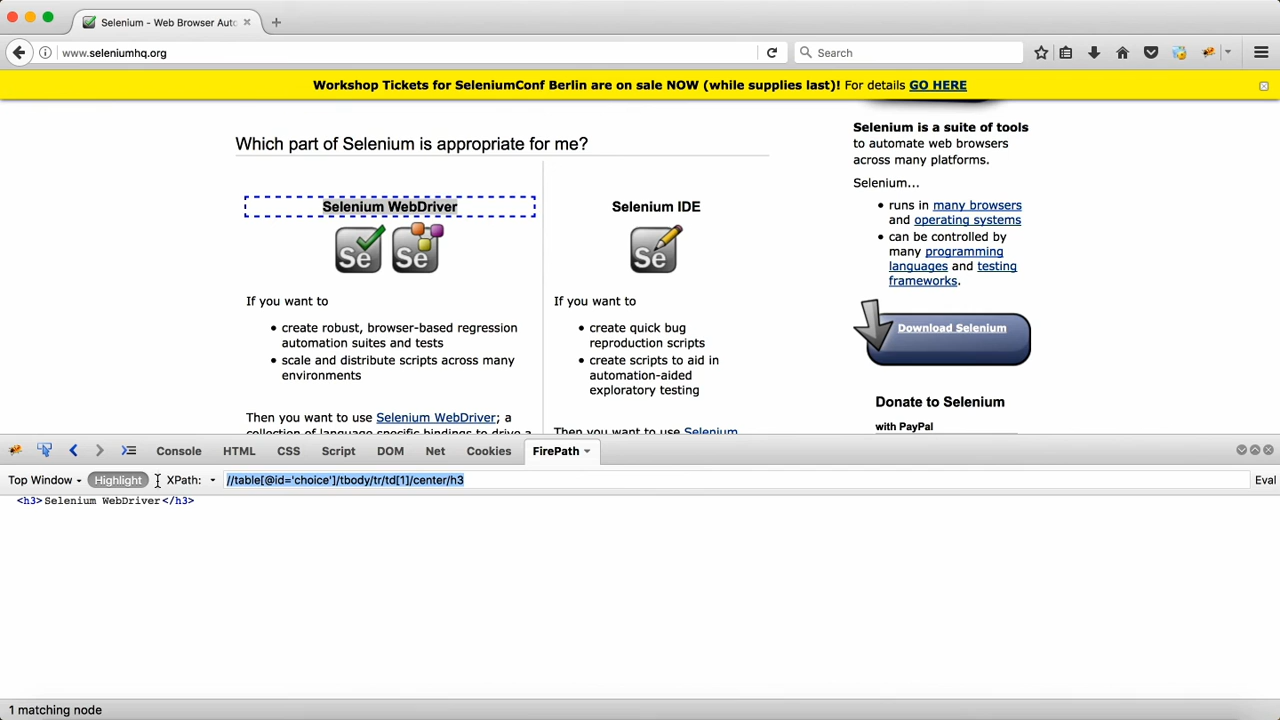 Selenium - Web Browser Auto
www.seleniumhq.org
Search
Workshop Tickets for SeleniumConf Berlin are on sale NOW (while supplies last)! For details GO HERE
Which part of Selenium is appropriate for me?
Selenium WebDriver
Se Se
If you want to
create robust, browser-based regression
automation suites and tests
scale and distribute scripts across many
environments
Then you want to use Selenium WebDriver; a
collection of language specific bindings to drive a
Selenium IDE
Se
If you want to
create quick bug
reproduction scripts
create scripts to aid in
automation-aided
exploratory testing
Then you want to use Selenium
Selenium is a suite of tools
to automate web browsers
across many platforms.
Selenium...
runs in many browsers
and operating systems
can be controlled by
many programming
languages and testing
frameworks.
Download Selenium
Donate to Selenium
with PayPal
Console HTML CSS Script DOM Net Cookies FirePath
Top Window Highlight XPath: //table[@id='choice']/tbody/tr/td[1]/center/h3 Eval
<h3>Selenium WebDriver</h3>
1 matching node